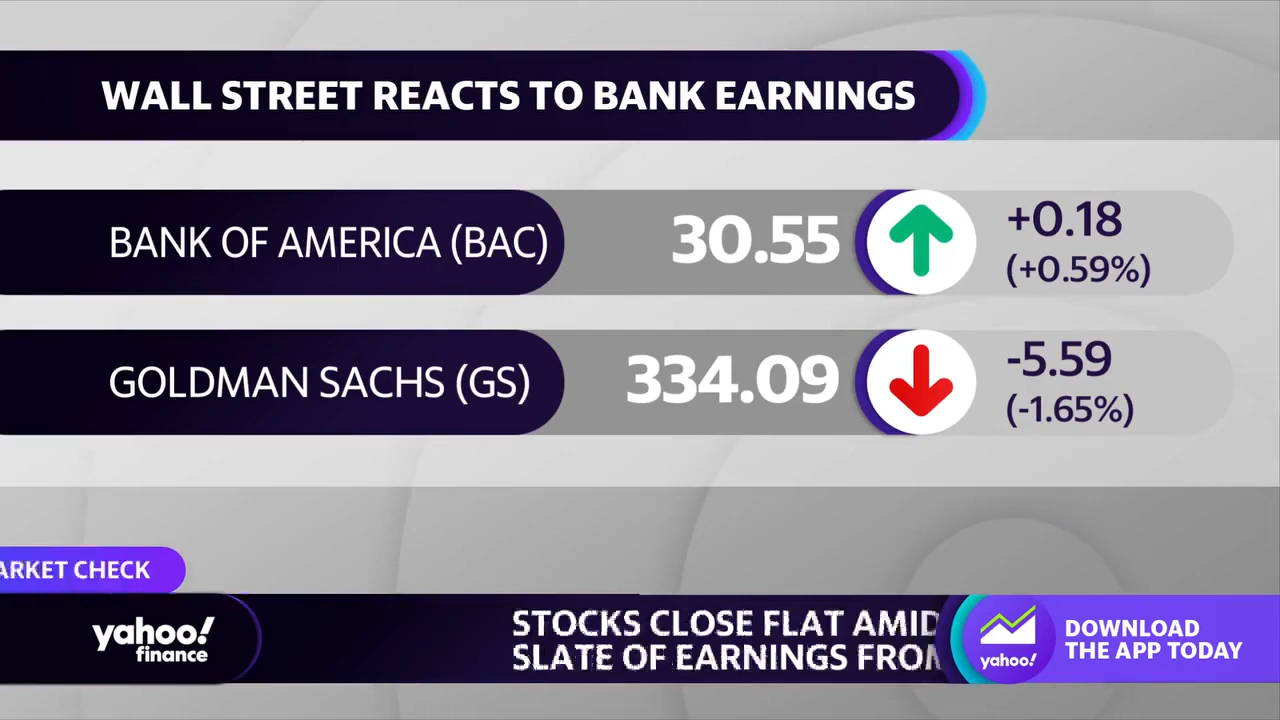 WALL STREET REACTS TO BANK EARNINGS
BANK OF AMERICA (BAC) 30.55 +0.18
(+0.59%)
GOLDMAN SACHS (GS) 334.09 -5.59
(-1.65%)
ARKET CHECK
yahoo!
finance
STOCKS CLOSE FLAT AMID
SLATE OF EARNINGS FROM
yahoo!
DOWNLOAD
THE APP TODAY